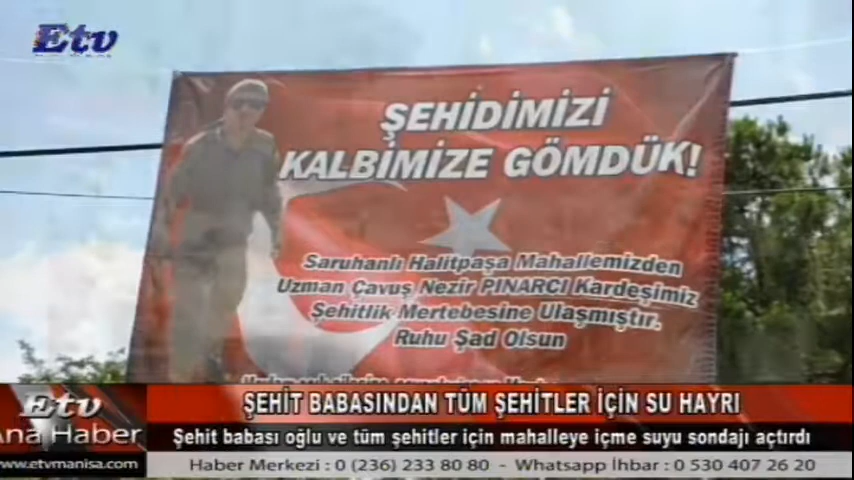 Etv
ŞEHİDİMİZİ
KALBİMİZE GÖMDÜK!
Saruhanlı Halitpaşa Mahallemizden
Uzman Çavuş Nezir PINARCI Kardeşimiz
Şehitlik Mertebesine Ulaşmıştır.
Ruhu Şad Olsun
Etv
Ana Haber
www.etvmanisa.com
ŞEHİT BABASINDAN TÜM ŞEHİTLER İÇİN SU HAYRI
Şehit babası oğlu ve tüm şehitler için mahalleye içme suyu sondajı açtırdı
Haber Merkezi : 0 (236) 233 80 80 - Whatsapp İhbar : 0 530 407 26 20